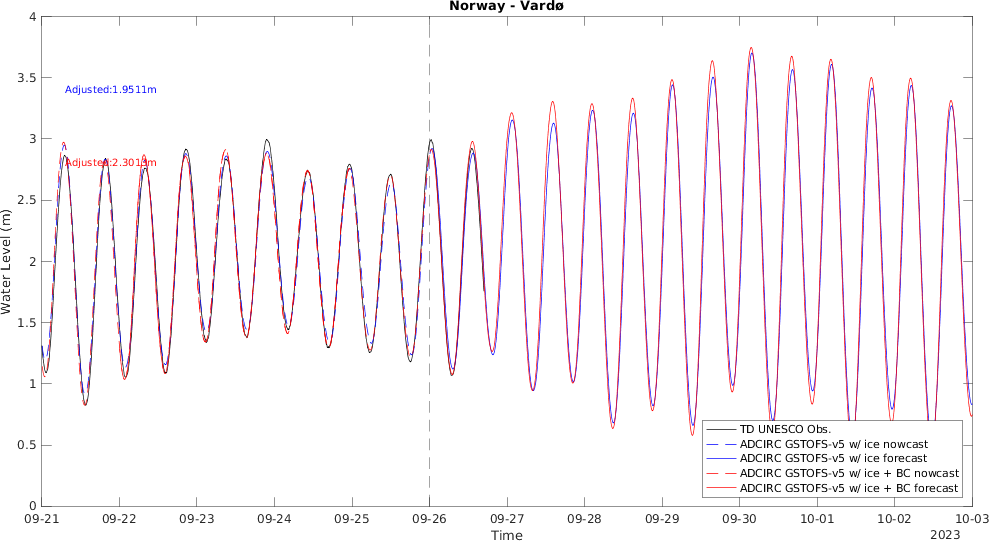 Norway - Vardø
4
3.5
3
2.5
2
1.5
1
0.5
0
Water Level (m)
Adjusted:1.9511m
Adjusted:2.3013m
TD UNESCO Obs.
ADCIRC GSTOFS-v5 w/ ice nowcast
ADCIRC GSTOFS-v5 w/ ice forecast
ADCIRC GSTOFS-v5 w/ ice + BC nowcast
ADCIRC GSTOFS-v5 w/ ice + BC forecast
09-21 09-22 09-23 09-24 09-25 09-26 09-27 09-28 09-29 09-30 10-01 10-02 10-03
Time
2023